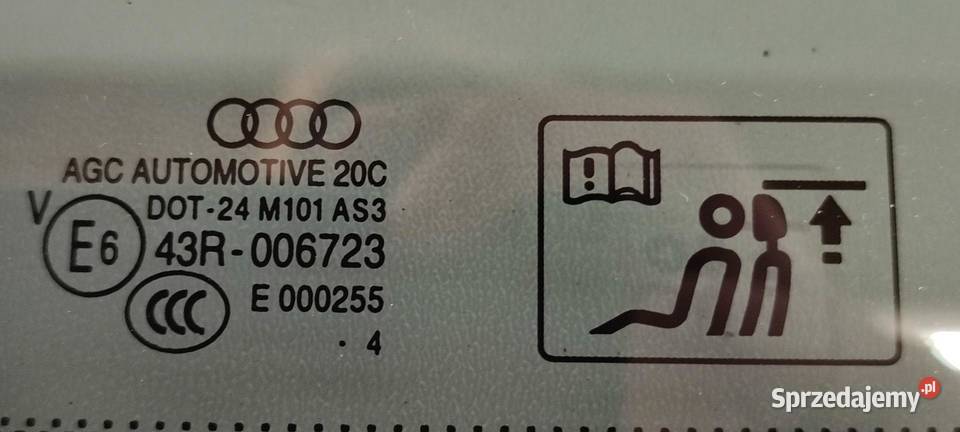 AGC AUTOMOTIVE 20C
V
DOT-24 M101 AS3
E6
43R-006723
CCC
E 000255
. 4
!
Sprzedajemy.pl